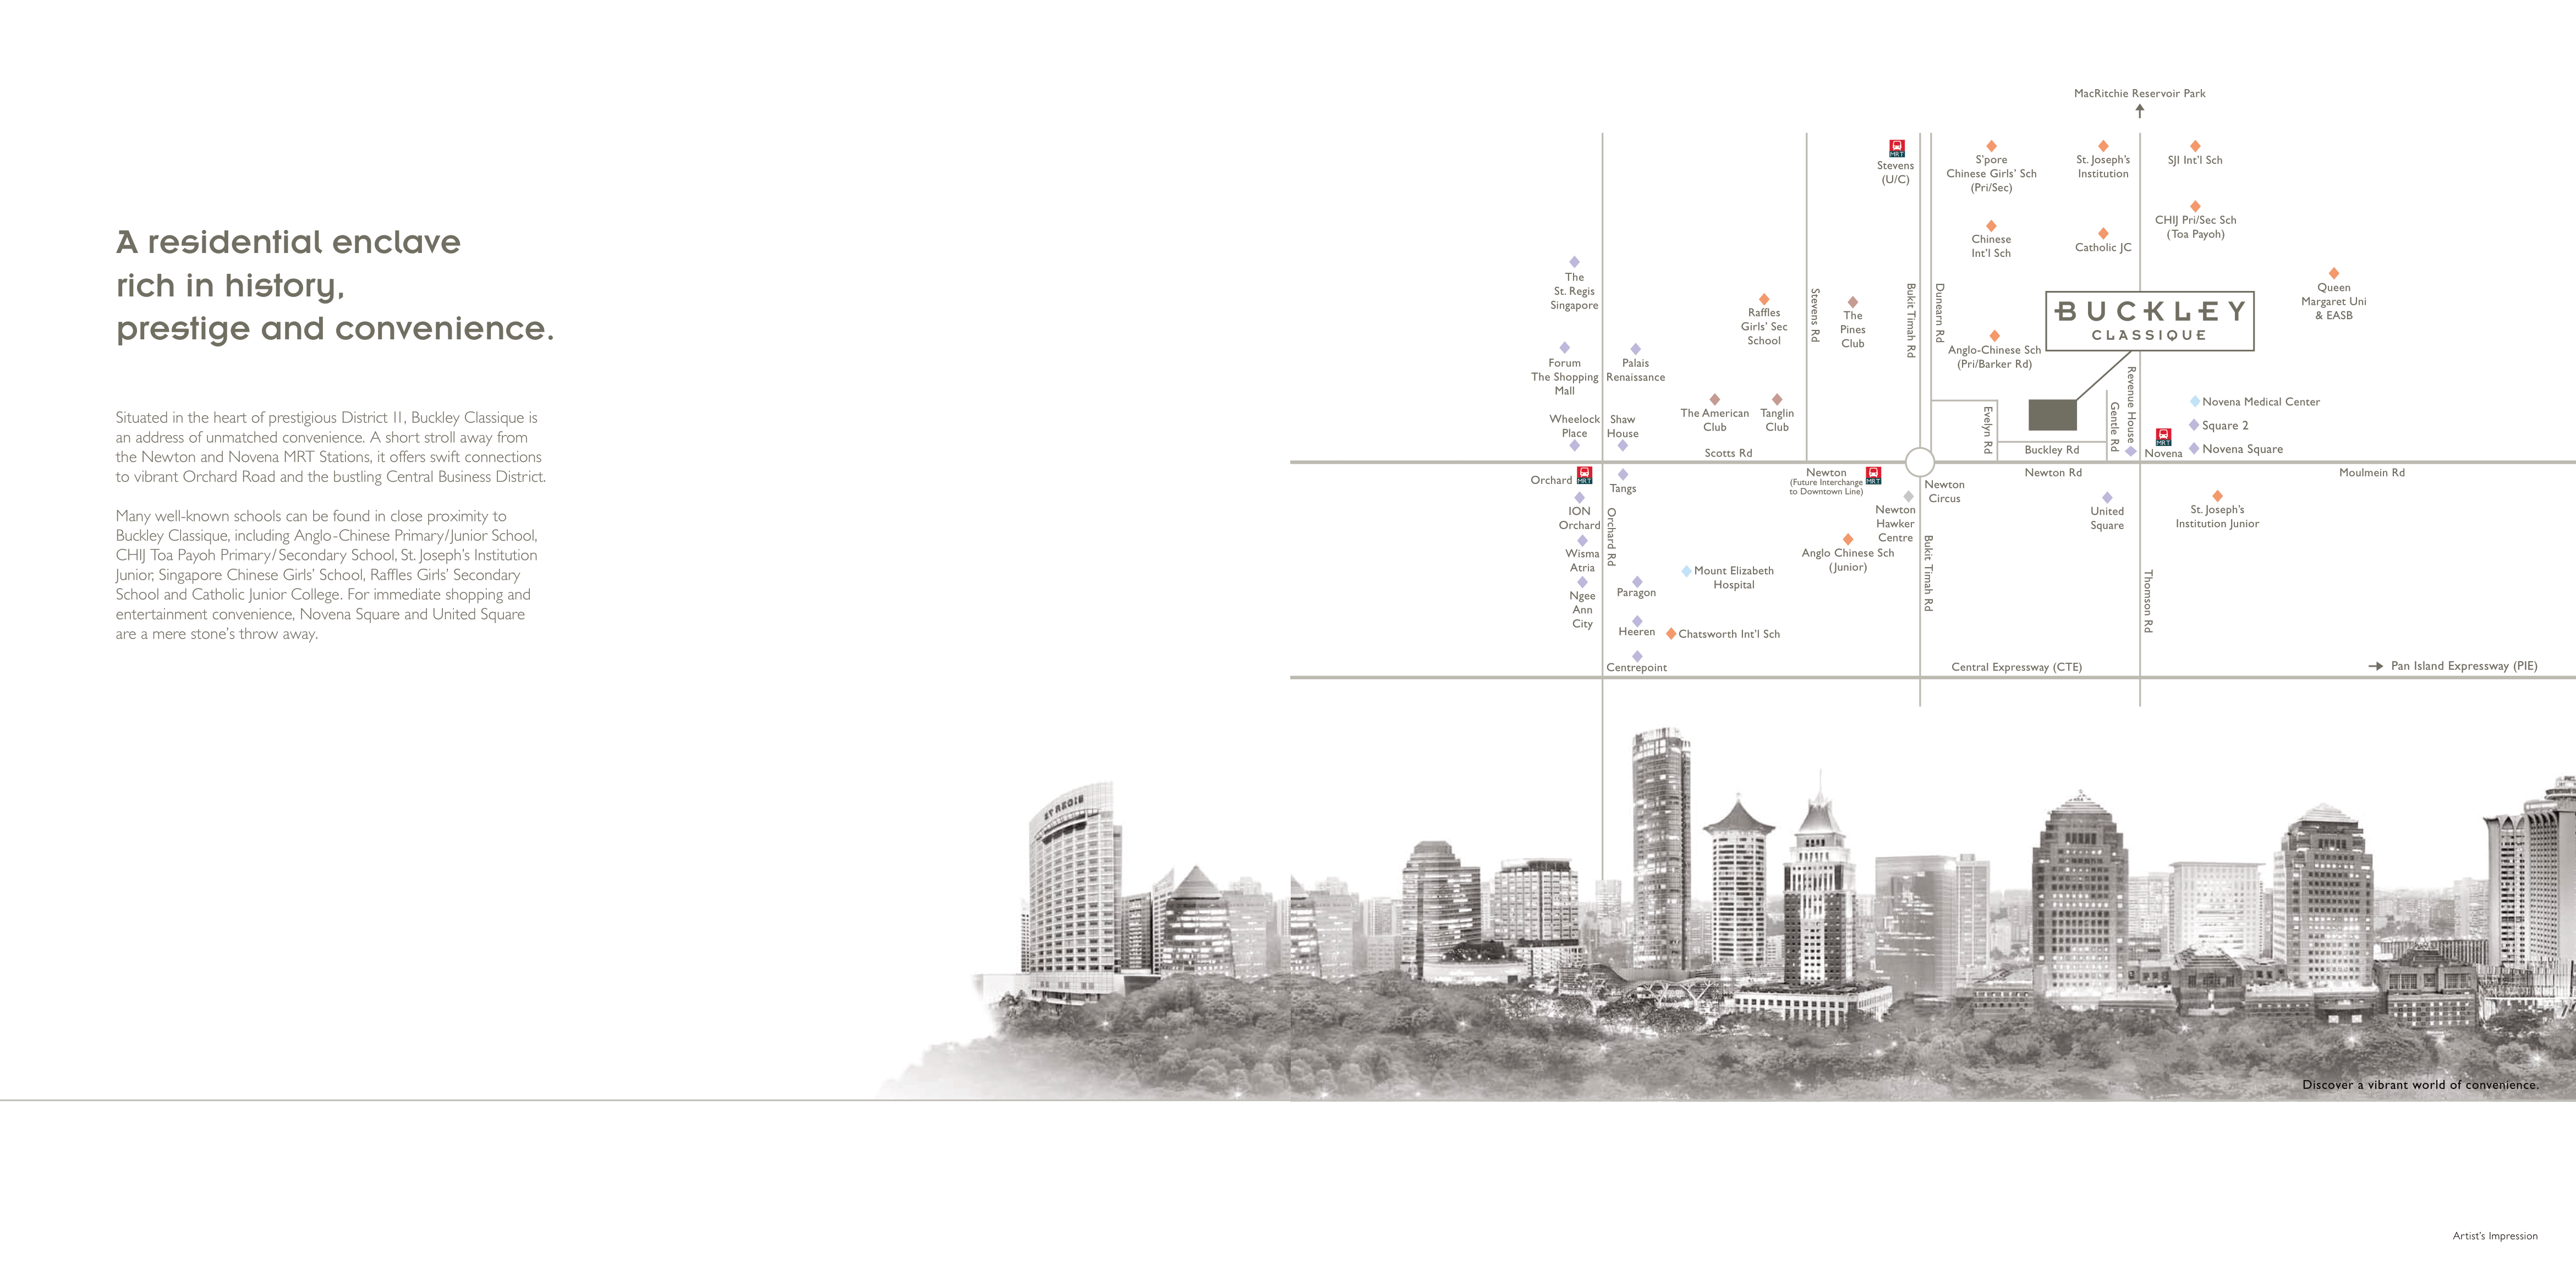 A residential enclave
rich in history,
prestige and convenience.
Situated in the heart of prestigious District 11, Buckley Classique is
an address of unmatched convenience. A short stroll away from
the Newton and Novena MRT Stations, it offers swift connections
to vibrant Orchard Road and the bustling Central Business District.
Many well-known schools can be found in close proximity to
Buckley Classique, including Anglo-Chinese Primary/Junior School,
CHIJ Toa Payoh Primary/Secondary School, St. Joseph's Institution
Junior, Singapore Chinese Girls' School, Raffles Girls' Secondary
School and Catholic Junior College. For immediate shopping and
entertainment convenience, Novena Square and United Square
are a mere stone's throw away.
MacRitchie Reservoir Park
MRT
Stevens
(U/C)
S'pore
Chinese Girls' Sch
(Pri/Sec)
St. Joseph's
Institution
SJI Int'l Sch
CHIJ Pri/Sec Sch
(Toa Payoh)
Chinese
Int'l Sch
Catholic JC
The
St. Regis
Singapore
Queen
Margaret Uni
& EASB
Raffles
Girls' Sec
School
Stevens Rd
The
Pines
Club
Bukit Timah Rd
Dunearn Rd
BUCKLEY
CLASSIQUE
Anglo-Chinese Sch
(Pri/Barker Rd)
Forum
The Shopping
Mall
Palais
Renaissance
Revenue House
Wheelock
Place
Shaw
House
The American
Club
Tanglin
Club
Evelyn Rd
Gentle Rd
Novena Medical Center
Square 2
MRT
Novena
Novena Square
Scotts Rd
Buckley Rd
Orchard
MRT
Tangs
Newton
(Future Interchange
to Downtown Line)
MRT
Newton
Circus
Newton Rd
Moulmein Rd
ION
Orchard
Orchard Rd
Newton
Hawker
Centre
United
Square
St. Joseph's
Institution Junior
Wisma
Atria
Anglo Chinese Sch
(Junior)
Bukit Timah Rd
Mount Elizabeth
Hospital
Thomson Rd
Ngee
Ann
City
Paragon
Heeren
Chatsworth Int'l Sch
Centrepoint
Central Expressway (CTE)
Pan Island Expressway (PIE)
ST REGIS
Discover a vibrant world of convenience.
Artist's Impression